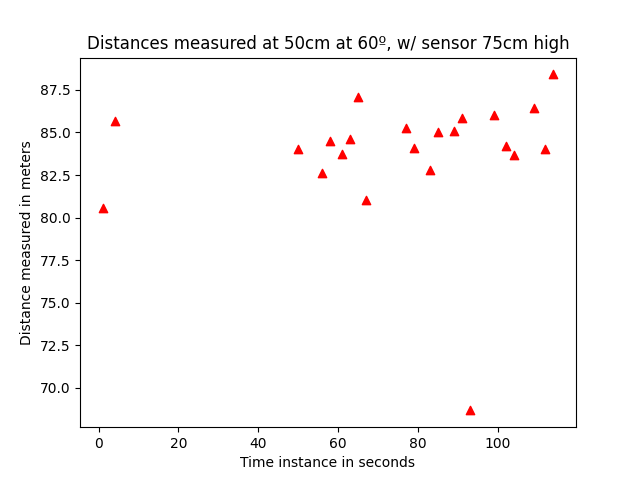 Distances measured at 50cm at 60º, w/ sensor 75cm high
87.5
85.0
82.5
80.0
77.5
75.0
72.5
70.0
Distance measured in meters
0 20 40 60 80 100
Time instance in seconds